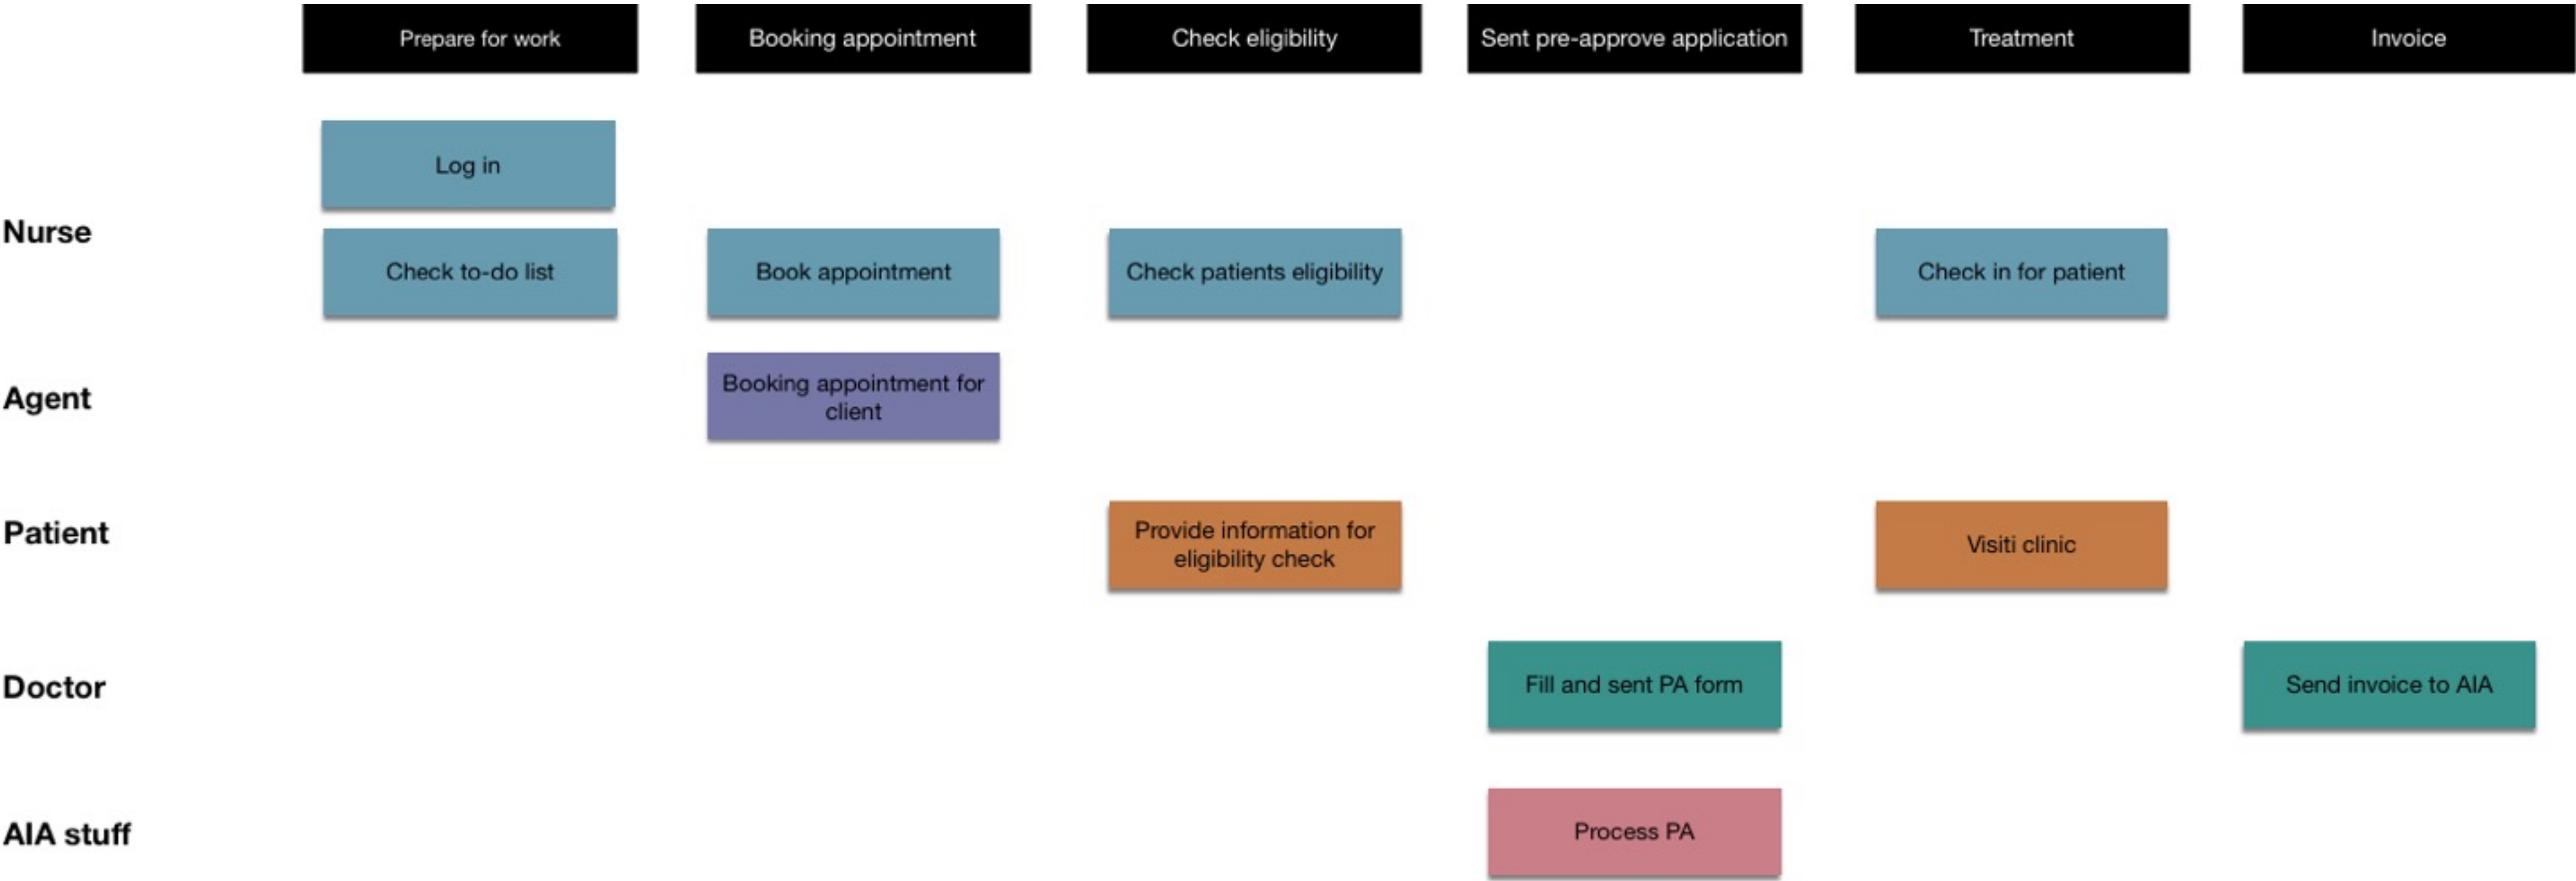 Prepare for work
Booking appointment
Check eligibility
Sent pre-approve application
Treatment
Invoice
Log in
Nurse
Check to-do list
Book appointment
Check patients eligibility
Check in for patient
Agent
Booking appointment for
client
Patient
Provide information for
eligibility check
Visiti clinic
Doctor
Fill and sent PA form
Send invoice to AIA
AIA stuff
Process PA